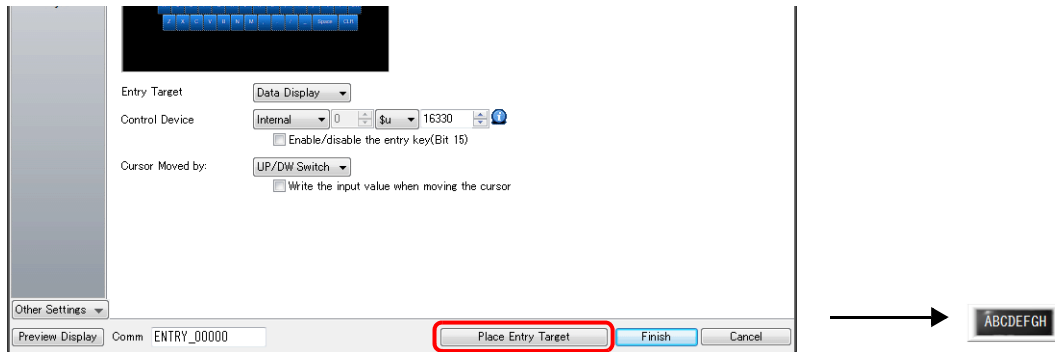 Z X C V B N M , . / _ Space CLR
Entry Target Data Display
Control Device Internal 0 $u 16330
Enable/disable the entry key(Bit 15)
Cursor Moved by: UP/DW Switch
Write the input value when moving the cursor
Other Settings
Preview Display Comm ENTRY_00000 Place Entry Target Finish Cancel
ABCDEFGH